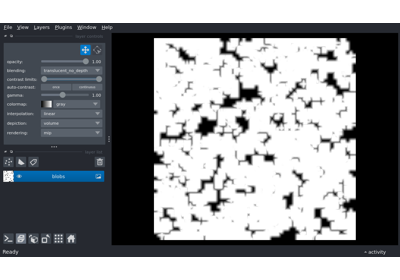 File View Layers Plugins Window Help
opacity: 1.00
blending: translucent_no_depth
contrast limits:
auto-contrast: once continuous
gamma: 1.00
colormap: gray
interpolation: linear
depiction: volume
rendering: mip
blobs
Ready
activity